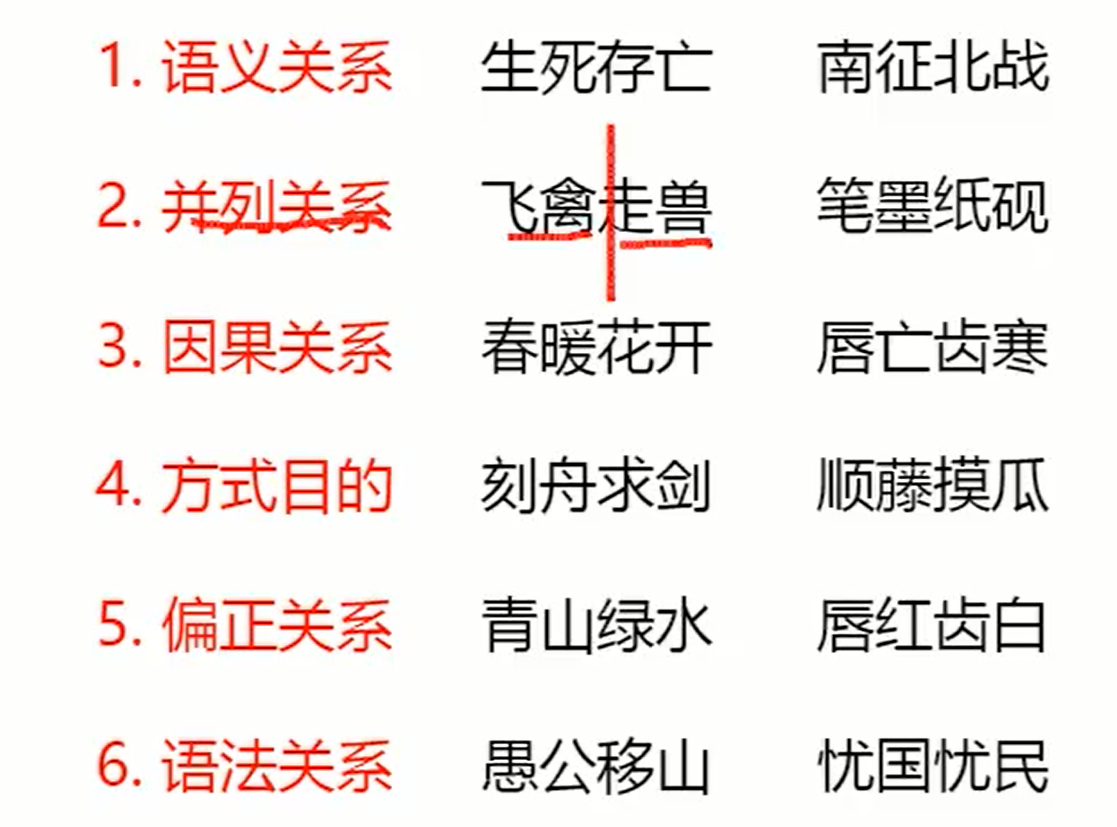 1. 语义关系 生死存亡 南征北战
2. 并列关系 飞禽走兽 笔墨纸砚
3. 因果关系 春暖花开 唇亡齿寒
4. 方式目的 刻舟求剑 顺藤摸瓜
5. 偏正关系 青山绿水 唇红齿白
6. 语法关系 愚公移山 忧国忧民